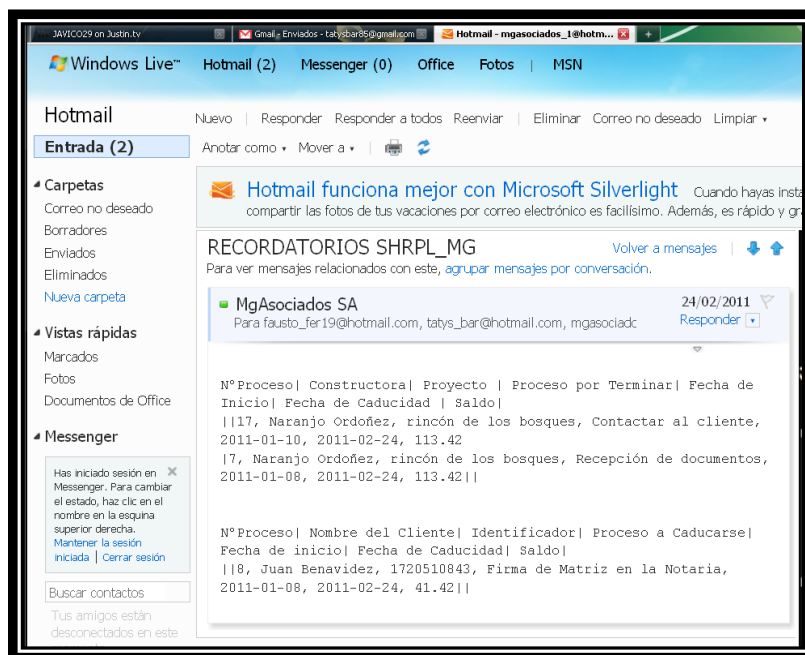 JAVICO29 on Justin.tv
Gmail - Enviados - tatysbar85@gmail.com
Hotmail - mgasociados_1@hotm...
Windows Live™ Hotmail (2) Messenger (0) Office Fotos | MSN
Hotmail
Nuevo | Responder Responder a todos Reenviar | Eliminar Correo no deseado Limpiar
Entrada (2)
Anotar como Mover a
Carpetas
Correo no deseado
Borradores
Enviados
Eliminados
Nueva carpeta
Vistas rápidas
Marcados
Fotos
Documentos de Office
Messenger
Has iniciado sesión en
Messenger. Para cambiar
el estado, haz clic en el
nombre en la esquina
superior derecha.
Mantener la sesión
iniciada | Cerrar sesión
Buscar contactos
Tus amigos están
desconectados en este
Hotmail funciona mejor con Microsoft Silverlight Cuando hayas insta
compartir las fotos de tus vacaciones por correo electrónico es facilísimo. Además, es rápido y gr
RECORDATORIOS SHRPL_MG
Volver a mensajes
Para ver mensajes relacionados con este, agrupar mensajes por conversación.
MgAsociados SA 24/02/2011
Para fausto_fer19@hotmail.com, tatys_bar@hotmail.com, mgasociadc
Responder
N°Proceso| Constructora| Proyecto | Proceso por Terminar| Fecha de
Inicio| Fecha de Caducidad | Saldo|
||17, Naranjo Ordoñez, rincón de los bosques, Contactar al cliente,
2011-01-10, 2011-02-24, 113.42
|7, Naranjo Ordoñez, rincón de los bosques, Recepción de documentos,
2011-01-08, 2011-02-24, 113.42||
N°Proceso| Nombre del Cliente| Identificador| Proceso a Caducarse|
Fecha de inicio| Fecha de Caducidad| Saldo|
||8, Juan Benavidez, 1720510843, Firma de Matriz en la Notaria,
2011-01-08, 2011-02-24, 41.42||